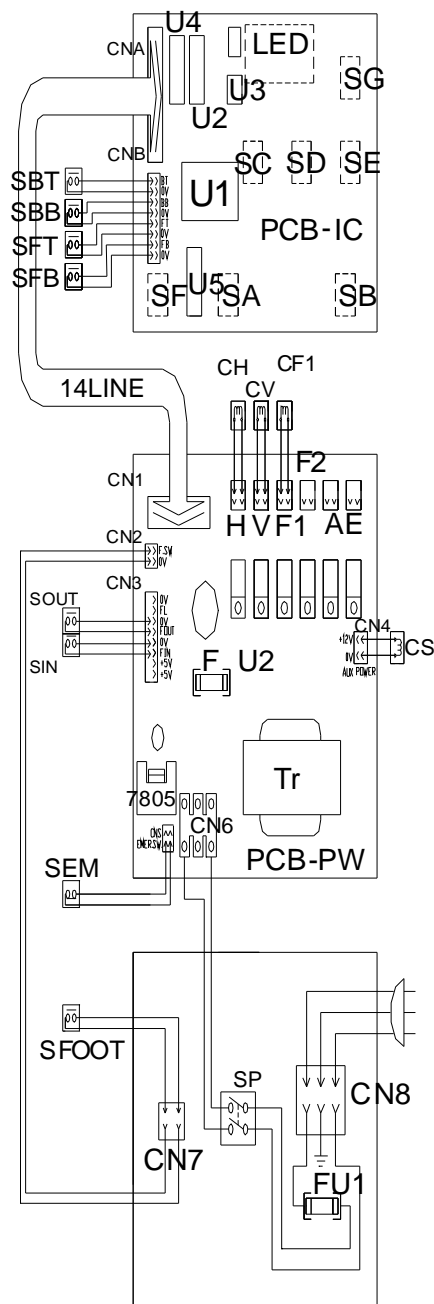 CNA
U4
LED
SG
U3
U2
CNB
SC
SD
SE
SBT
BT
0V
U1
SBB
BB
0V
PCB-IC
FT
SFT
0V
FB
SFB
0V
SF
U5
SA
SB
14LINE
CH
CV
CF1
F2
CN1
H
V
F1
A
E
CN2
F.SW
0V
CN3
SOUT
0V
FL
0V
FOUT
0V
FIN
+5V
+5V
SIN
CN4
+12V
0V
CS
AUX POWER
F
U2
Tr
7805
CN6
ENER.SW
PCB-PW
SEM
SFOOT
SP
CN8
CN7
FU1